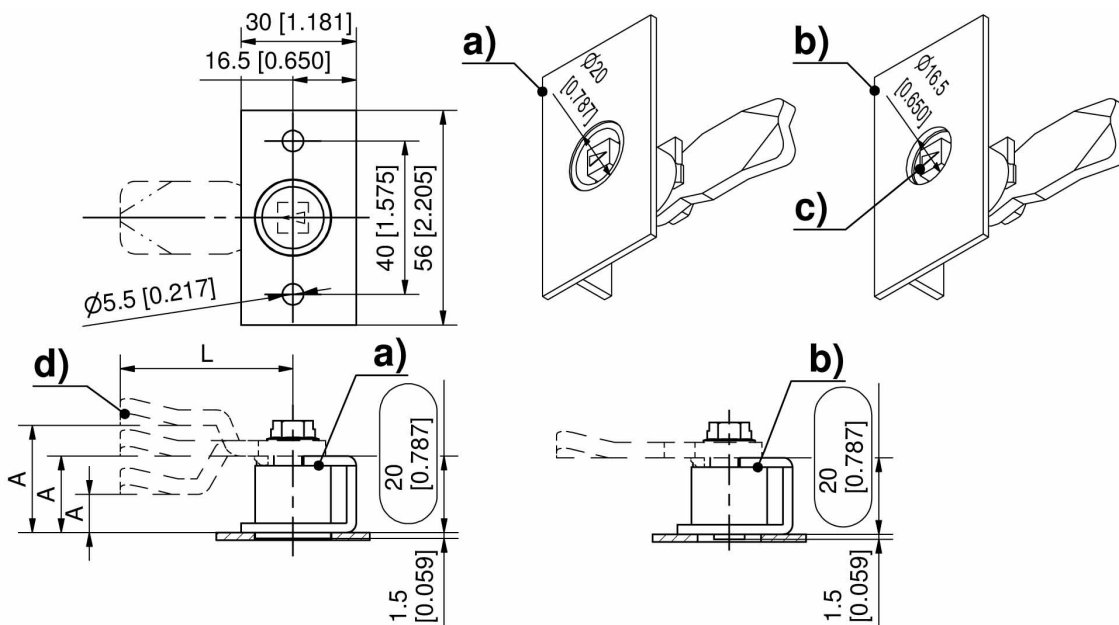 30 [1.181]
16.5 [0.650]
40 [1.575]
56 [2.205]
Ø5.5 [0.217]
a)
Ø20
[0.787]
b)
Ø16.5
[0.650]
c)
d)
L
a)
A
A
A
20
[0.787]
1.5
[0.059]
b)
20
[0.787]
1.5
[0.059]